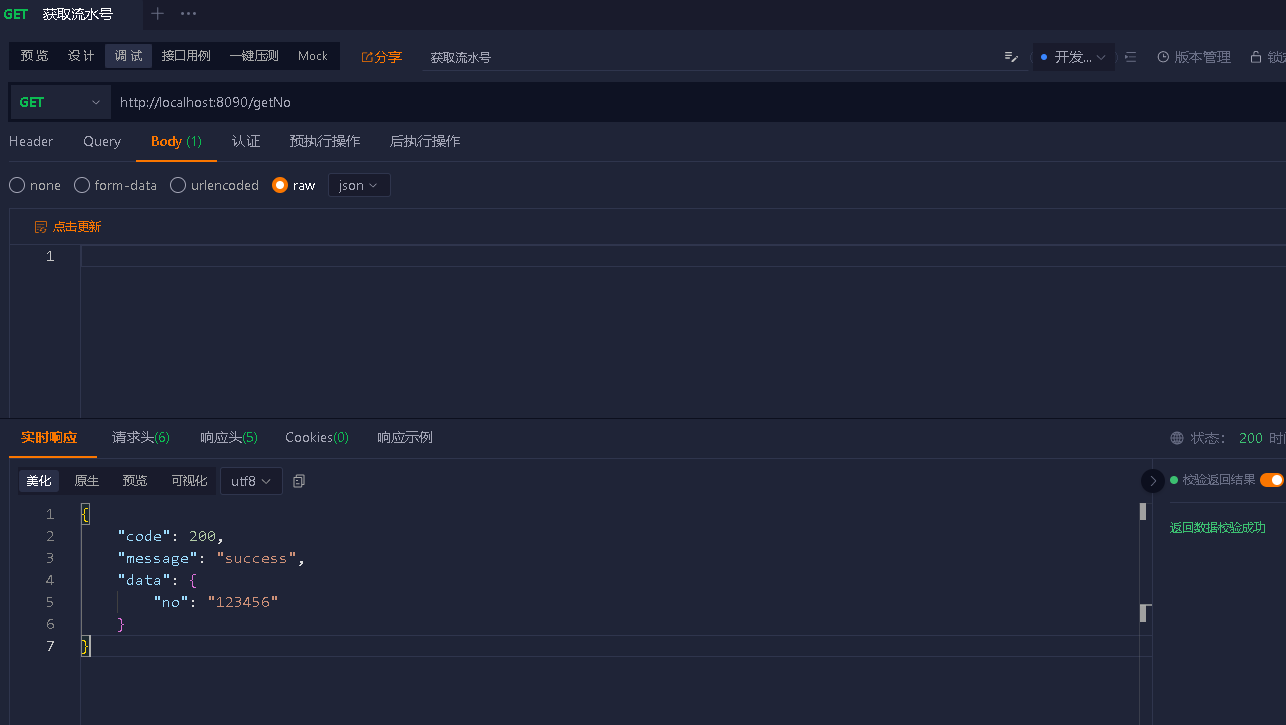 GET 获取流水号
预览 设计 调试 接口用例 一键压测 Mock 分享 获取流水号 开发... 版本管理
GET http://localhost:8090/getNo
Header Query Body (1) 认证 预执行操作 后执行操作
none form-data urlencoded raw json
点击更新
1
实时响应 请求头(6) 响应头(5) Cookies(0) 响应示例 状态: 200
美化 原生 预览 可视化 utf8 校验返回结果
返回数据校验成功
1 {
2 "code": 200,
3 "message": "success",
4 "data": {
5 "no": "123456"
6 }
7 }